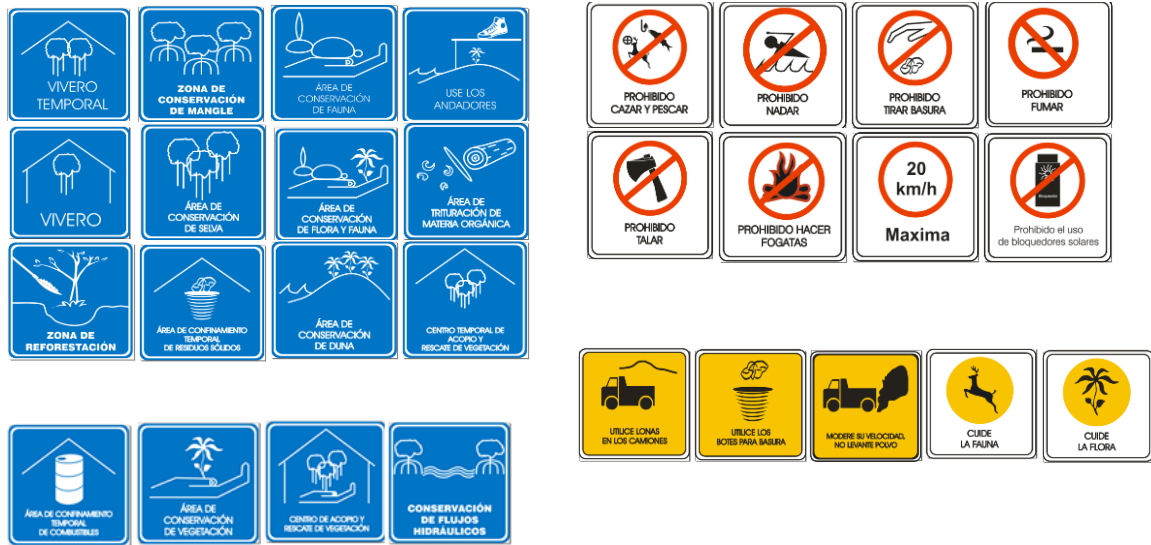 VIVERO
TEMPORAL
ZONA DE
CONSERVACIÓN
DE MANGLE
ÁREA DE
CONSERVACIÓN
DE FAUNA
USE LOS
ANDADORES
VIVERO
ÁREA DE
CONSERVACIÓN
DE SELVA
ÁREA DE
CONSERVACIÓN
DE FLORA Y FAUNA
ÁREA DE
TRITURACIÓN DE
MATERIA ORGÁNICA
ZONA DE
REFORESTACIÓN
ÁREA DE CONFINAMIENTO
TEMPORAL
DE RESIDUOS SÓLIDOS
ÁREA DE
CONSERVACIÓN
DE DUNA
CENTRO TEMPORAL DE
ACOPIO Y
RESCATE DE VEGETACIÓN
ÁREA DE CONFINAMIENTO
TEMPORAL
DE COMBUSTIBLES
ÁREA DE
CONSERVACIÓN
DE VEGETACIÓN
CENTRO DE ACOPIO Y
RESCATE DE VEGETACIÓN
CONSERVACIÓN
DE FLUJOS
HIDRÁULICOS
PROHIBIDO
CAZAR Y PESCAR
PROHIBIDO
NADAR
PROHIBIDO
TIRAR BASURA
PROHIBIDO
FUMAR
PROHIBIDO
TALAR
PROHIBIDO HACER
FOGATAS
20
km/h
Maxima
Prohibido el uso
de bloquedores solares
UTILICE LONAS
EN LOS CAMIONES
UTILICE LOS
BOTES PARA BASURA
MODERE SU VELOCIDAD,
NO LEVANTE POLVO
CUIDE
LA FAUNA
CUIDE
LA FLORA